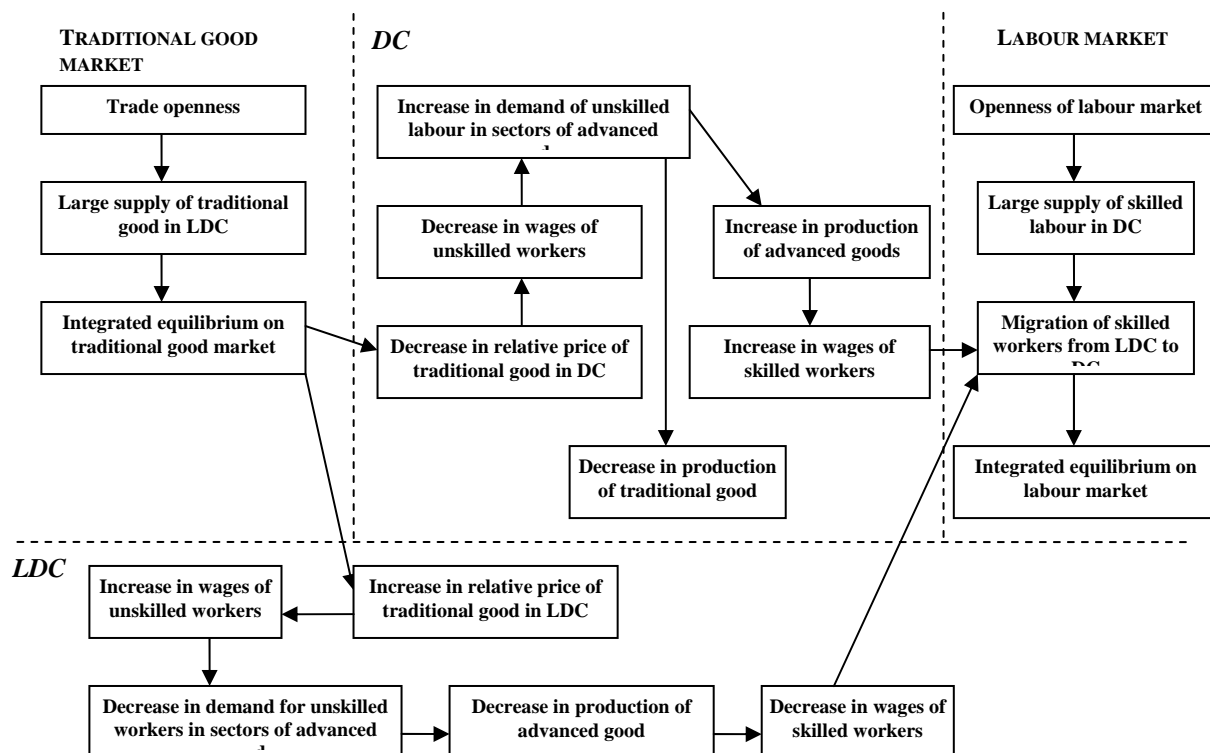 TRADITIONAL GOOD
MARKET
Trade openness
Large supply of traditional
good in LDC
Integrated equilibrium on
traditional good market
DC
Increase in demand of unskilled
labour in sectors of advanced
Decrease in wages of
unskilled workers
Decrease in relative price of
traditional good in DC
Increase in production
of advanced goods
Increase in wages of
skilled workers
Decrease in production
of traditional good
LABOUR MARKET
Openness of labour market
Large supply of skilled
labour in DC
Migration of skilled
workers from LDC to
DC
Integrated equilibrium on
labour market
LDC
Increase in wages of
unskilled workers
Increase in relative price of
traditional good in LDC
Decrease in demand for unskilled
workers in sectors of advanced
Decrease in production of
advanced good
Decrease in wages of
skilled workers